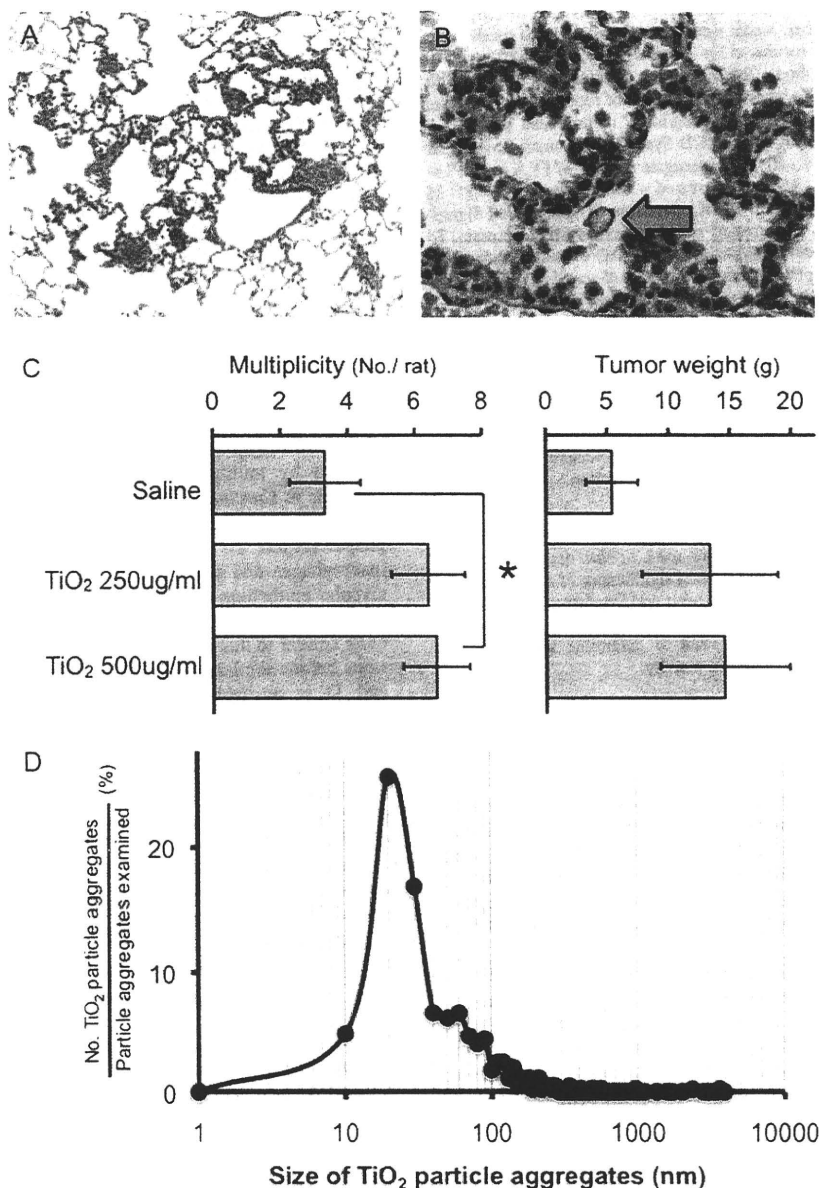 A
B
C
Multiplicity (No./ rat)
Tumor weight (g)
0 2 4 6 8
0 5 10 15 20
Saline
*
TiO₂ 250ug/ml
TiO₂ 500ug/ml
D
No. TiO₂ particle aggregates
Particle aggregates examined
(%)
20
10
0
1 10 100 1000 10000
Size of TiO₂ particle aggregates (nm)